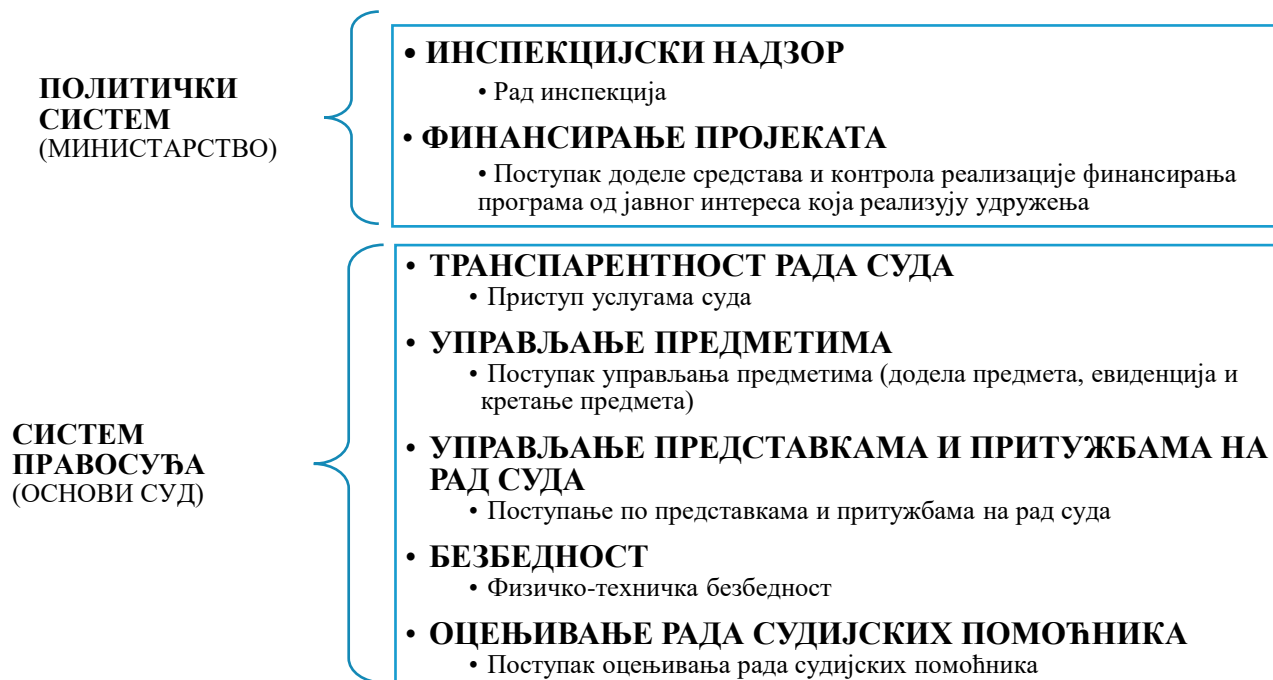 ПОЛИТИЧКИ
СИСТЕМ
(МИНИСТАРСТВО)
• ИНСПЕКЦИЈСКИ НАДЗОР
• Рад инспекција
• ФИНАНСИРАЊЕ ПРОЈЕКАТА
• Поступак доделе средстава и контрола реализације финансирања
програма од јавног интереса која реализују удружења
СИСТЕМ
ПРАВОСУЂА
(ОСНОВИ СУД)
• ТРАНСПАРЕНТНОСТ РАДА СУДА
• Приступ услугама суда
• УПРАВЉАЊЕ ПРЕДМЕТИМА
• Поступак управљања предметима (додела предмета, евиденција и
кретање предмета)
• УПРАВЉАЊЕ ПРЕДСТАВКАМА И ПРИТУЖБАМА НА
РАД СУДА
• Поступање по представкама и притужбама на рад суда
• БЕЗБЕДНОСТ
• Физичко-техничка безбедност
• ОЦЕЊИВАЊЕ РАДА СУДИЈСКИХ ПОМОЋНИКА
• Поступак оцењивања рада судијских помоћника